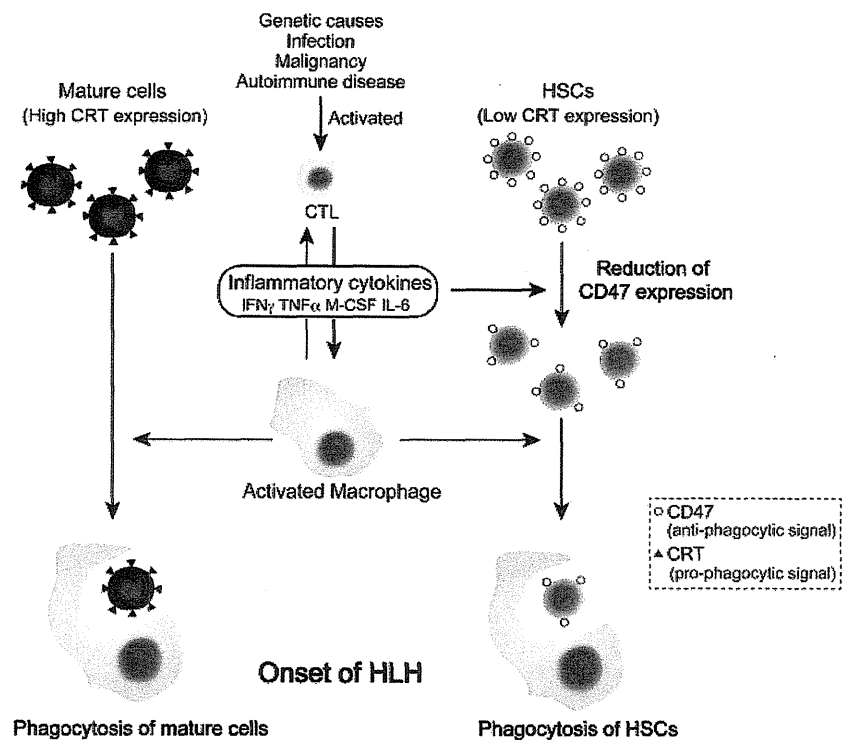 Genetic causes
Infection
Malignancy
Autoimmune disease
Mature cells
(High CRT expression)
Activated
HSCs
(Low CRT expression)
CTL
Inflammatory cytokines
IFNγ TNFα M-CSF IL-6
Reduction of
CD47 expression
Activated Macrophage
CD47
(anti-phagocytic signal)
CRT
(pro-phagocytic signal)
Onset of HLH
Phagocytosis of mature cells
Phagocytosis of HSCs